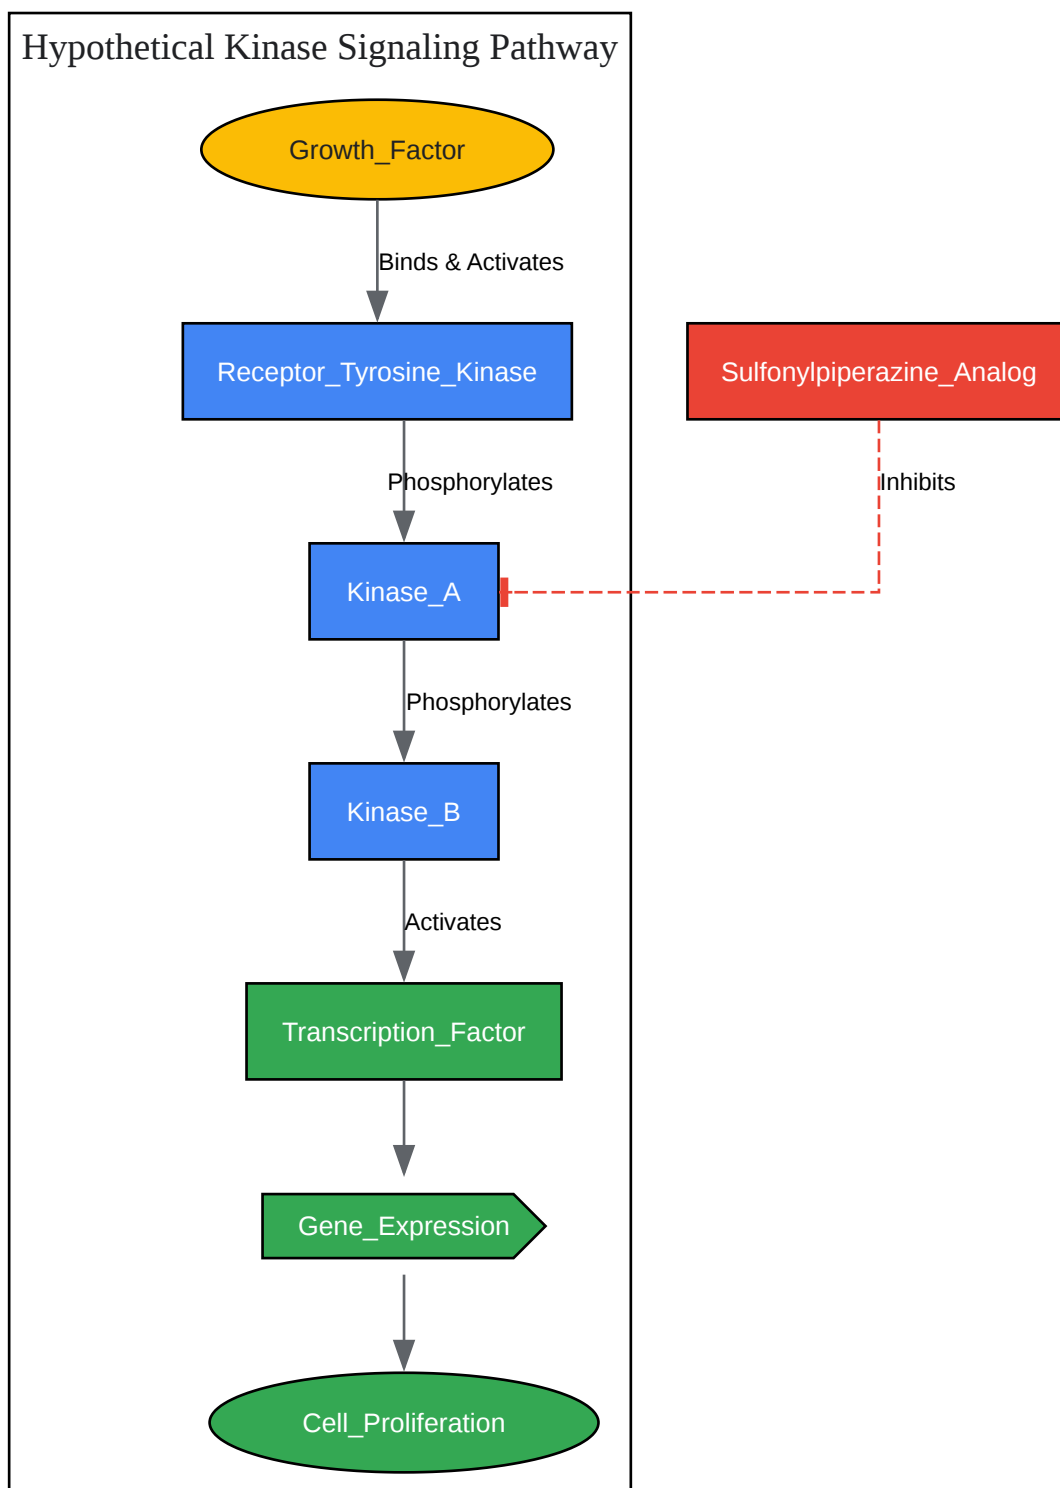 Hypothetical Kinase Signaling Pathway
Growth_Factor
Binds & Activates
Receptor_Tyrosine_Kinase
Sulfonylpiperazine_Analog
Phosphorylates
Inhibits
Kinase_A
Phosphorylates
Kinase_B
Activates
Transcription_Factor
Gene_Expression
Cell_Proliferation